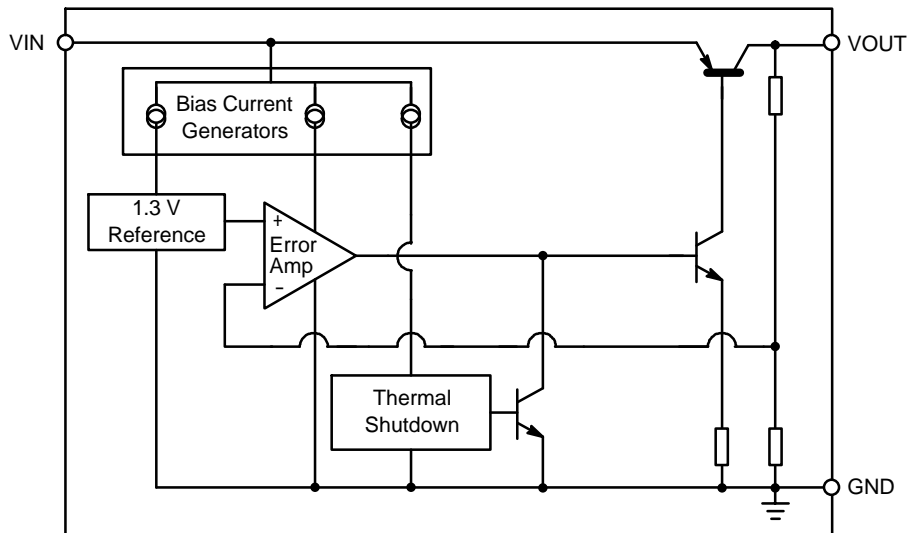 VIN
VOUT
Bias Current
Generators
1.3 V
Reference
+
Error
Amp
−
Thermal
Shutdown
GND